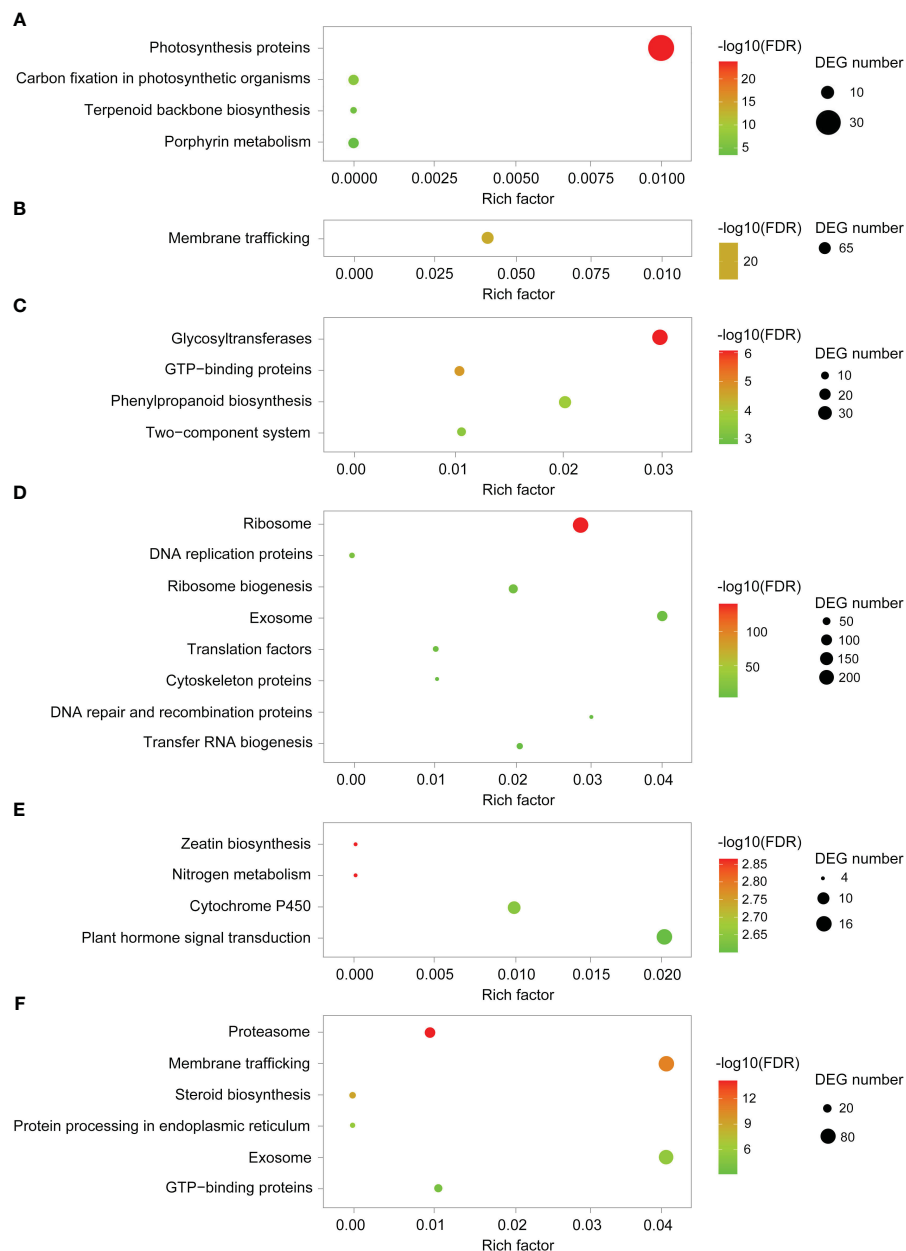 A
Photosynthesis proteins
Carbon fixation in photosynthetic organisms
Terpenoid backbone biosynthesis
Porphyrin metabolism
0.0000 0.0025 0.0050 0.0075 0.0100
Rich factor
-log10(FDR)
20
15
10
5
DEG number
10
30
B
Membrane trafficking
0.000 0.025 0.050 0.075 0.010
Rich factor
-log10(FDR)
20
DEG number
65
C
Glycosyltransferases
GTP−binding proteins
Phenylpropanoid biosynthesis
Two−component system
0.00 0.01 0.02 0.03
Rich factor
-log10(FDR)
6
5
4
3
DEG number
10
20
30
D
Ribosome
DNA replication proteins
Ribosome biogenesis
Exosome
Translation factors
Cytoskeleton proteins
DNA repair and recombination proteins
Transfer RNA biogenesis
0.00 0.01 0.02 0.03 0.04
Rich factor
-log10(FDR)
100
50
DEG number
50
100
150
200
E
Zeatin biosynthesis
Nitrogen metabolism
Cytochrome P450
Plant hormone signal transduction
0.000 0.005 0.010 0.015 0.020
Rich factor
-log10(FDR)
2.85
2.80
2.70
2.65
DEG number
4
10
16
F
Proteasome
Membrane trafficking
Steroid biosynthesis
Protein processing in endoplasmic reticulum
Exosome
GTP−binding proteins
0.00 0.01 0.02 0.03 0.04
Rich factor
-log10(FDR)
12
9
6
DEG number
20
80